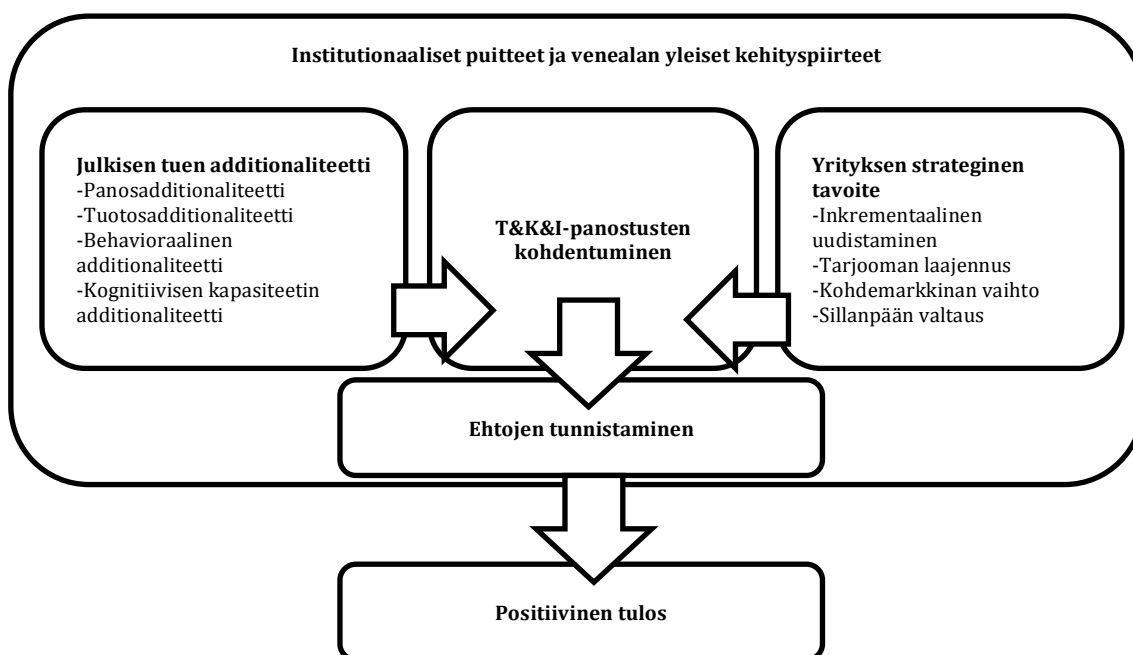 Institutionaaliset puitteet ja venealan yleiset kehityspiirteet
Julkisen tuen additionaliteetti
-Panosadditionaliteetti
-Tuotosadditionaliteetti
-Behavioraalinen
additionaliteetti
-Kognitiivisen kapasiteetin
additionaliteetti
T&K&I-panostusten
kohdentuminen
Yrityksen strateginen
tavoite
-Inkrementaalinen
uudistaminen
-Tarjooman laajennus
-Kohdemarkkinan vaihto
-Sillanpään valtaus
Ehtojen tunnistaminen
Positiivinen tulos